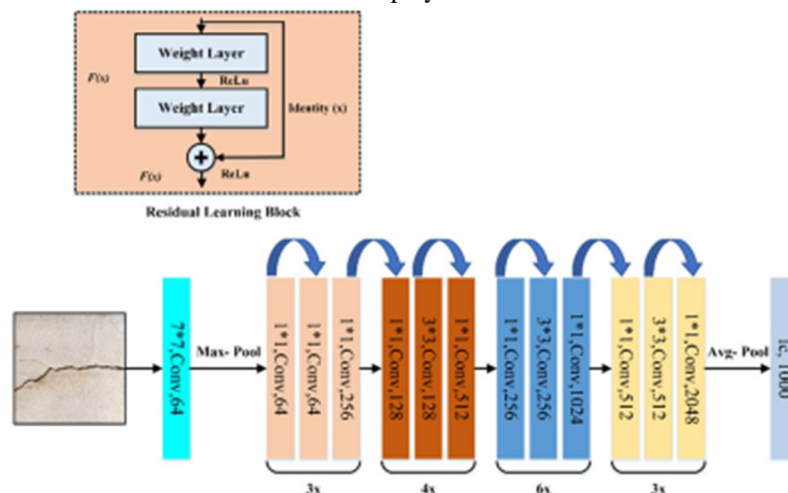 Weight Layer
F(x)
ReLu
Weight Layer
Identity (x)
+
F(x)
ReLu
Residual Learning Block
7*7,Conv,64
Max- Pool
1*1,Conv,64
1*1,Conv,64
1*1,Conv,256
1*1,Conv,128
3*3,Conv,128
1*1,Conv,512
1*1,Conv,256
3*3,Conv,256
1*1,Conv,1024
1*1,Conv,512
3*3,Conv,512
1*1,Conv,2048
Avg- Pool
fc, 1000
3x
4x
6x
3x